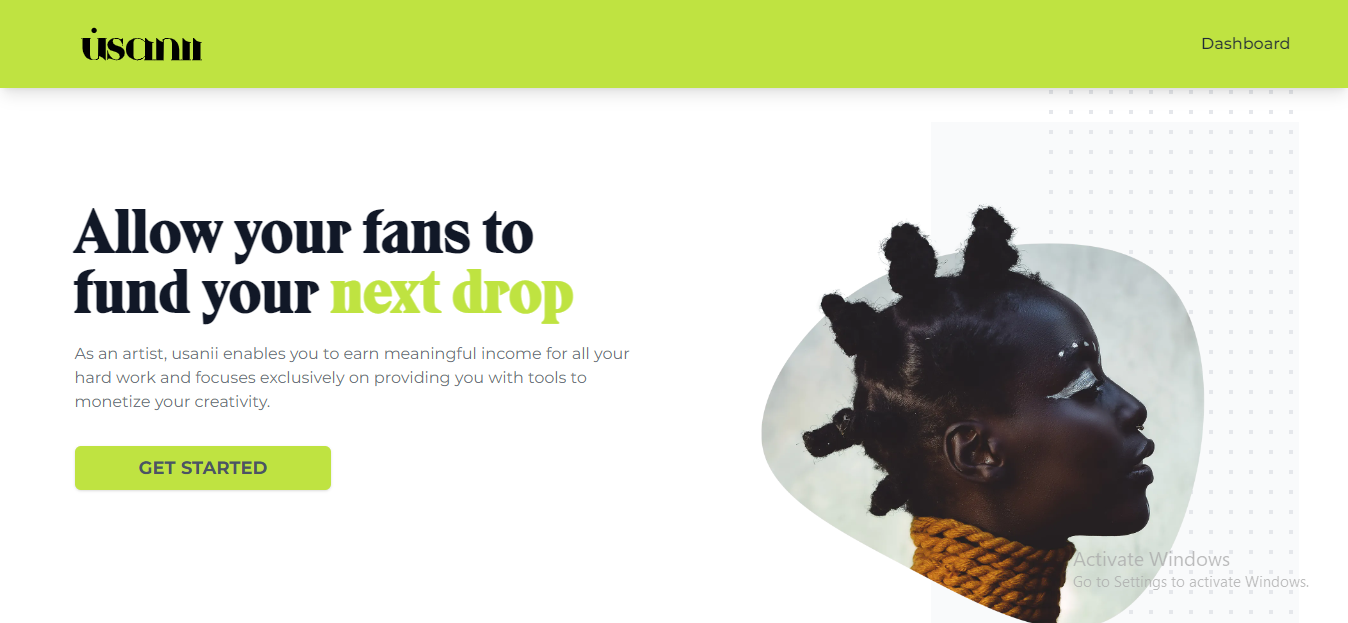 usanii
Dashboard
Allow your fans to
fund your next drop
As an artist, usanii enables you to earn meaningful income for all your
hard work and focuses exclusively on providing you with tools to
monetize your creativity.
GET STARTED
Activate Windows
Go to Settings to activate Windows.